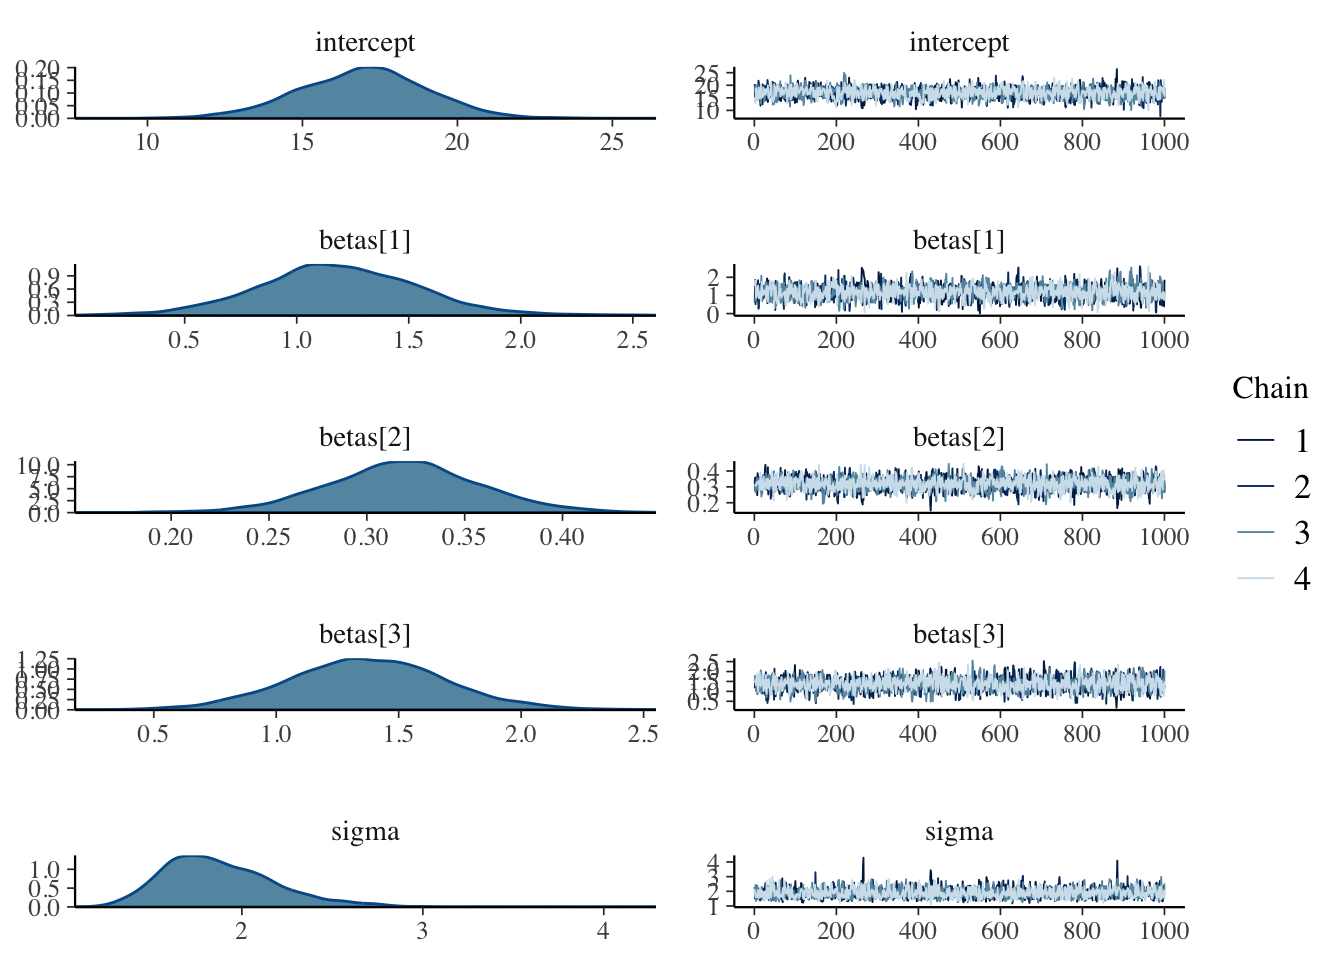 intercept
0.20
0.15
0.10
0.05
0.00
10 15 20 25
intercept
25
20
15
10
0 200 400 600 800 1000
betas[1]
0.9
0.6
0.3
0.0
0.5 1.0 1.5 2.0 2.5
betas[1]
2
1
0
0 200 400 600 800 1000
betas[2]
10.0
7.5
5.0
2.5
0.0
0.20 0.25 0.30 0.35 0.40
betas[2]
0.4
0.3
0.2
0 200 400 600 800 1000
betas[3]
1.25
1.00
0.75
0.50
0.25
0.00
0.5 1.0 1.5 2.0 2.5
betas[3]
2.5
2.0
1.5
1.0
0.5
0 200 400 600 800 1000
sigma
1.0
0.5
0.0
2 3 4
sigma
4
3
2
1
0 200 400 600 800 1000
Chain
1
2
3
4